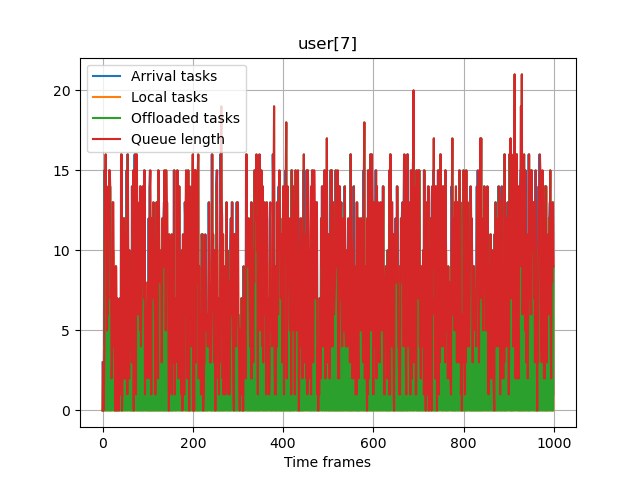 user[7]
Arrival tasks
Local tasks
Offloaded tasks
Queue length
20
15
10
5
0
0 200 400 600 800 1000
Time frames